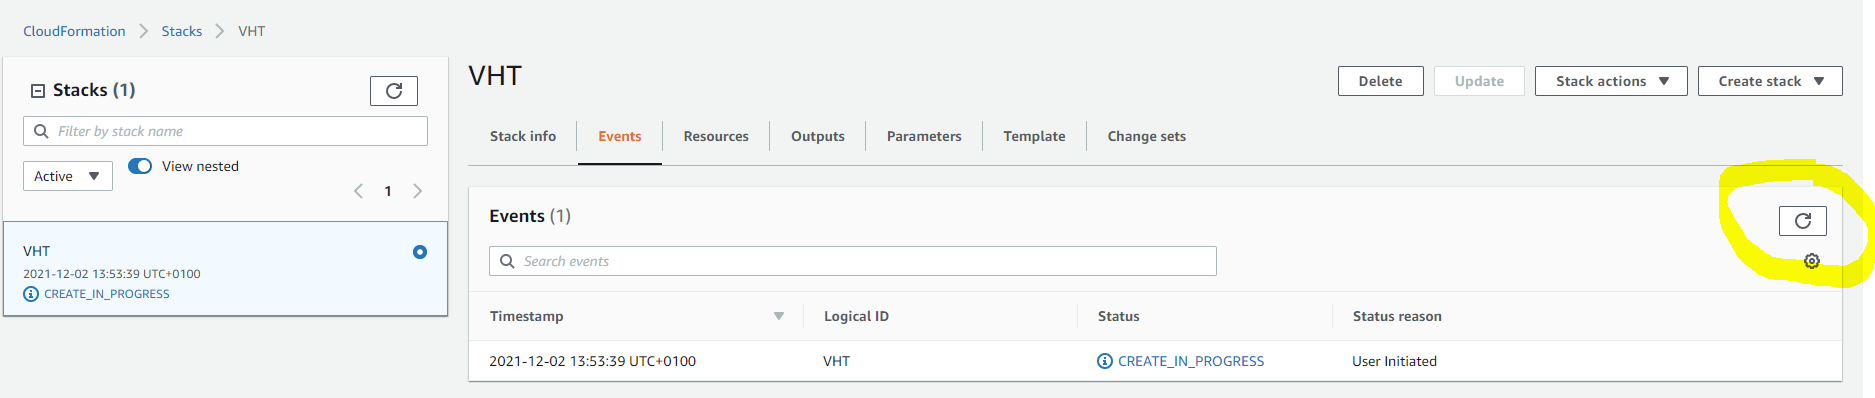 CloudFormation Stacks VHT
Stacks (1)
Filter by stack name
Active View nested
1
VHT
2021-12-02 13:53:39 UTC+0100
CREATE_IN_PROGRESS
VHT
Delete Update Stack actions Create stack
Stack info Events Resources Outputs Parameters Template Change sets
Events (1)
Search events
Timestamp Logical ID Status Status reason
2021-12-02 13:53:39 UTC+0100 VHT CREATE_IN_PROGRESS User Initiated